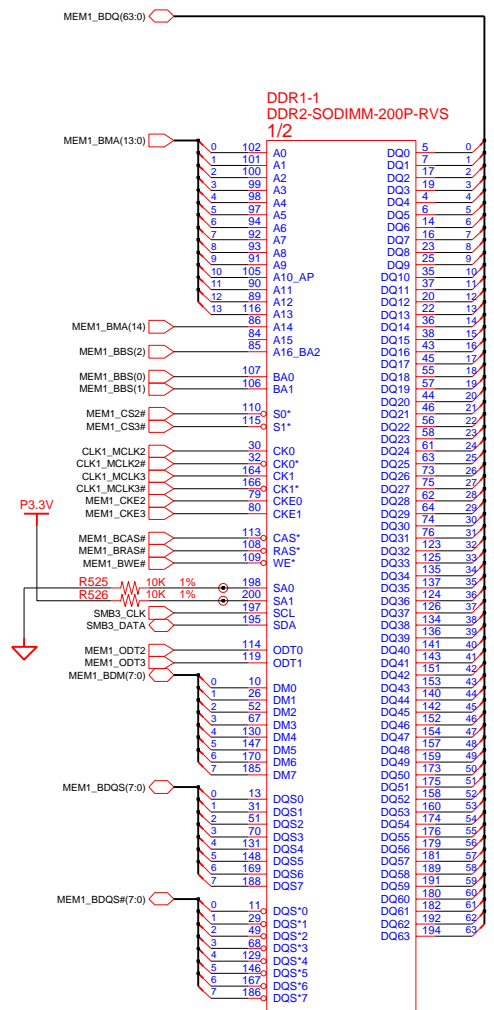 MEM1_BDQ(63:0)
DDR1-1
DDR2-SODIMM-200P-RVS
1/2
MEM1_BMA(13:0)
0 102 A0
1 101 A1
2 100 A2
3 99 A3
4 98 A4
5 97 A5
6 94 A6
7 92 A7
8 93 A8
9 91 A9
10 105 A10_AP
11 90 A11
12 89 A12
13 116 A13
MEM1_BMA(14) 86 A14
84 A15
MEM1_BBS(2) 85 A16_BA2
MEM1_BBS(0) 107 BA0
MEM1_BBS(1) 106 BA1
MEM1_CS2# 110 S0*
MEM1_CS3# 115 S1*
CLK1_MCLK2 30 CK0
CLK1_MCLK2# 32 CK0*
CLK1_MCLK3 164 CK1
CLK1_MCLK3# 166 CK1*
MEM1_CKE2 79 CKE0
MEM1_CKE3 80 CKE1
P3.3V
MEM1_BCAS# 113 CAS*
MEM1_BRAS# 108 RAS*
MEM1_BWE# 109 WE*
R525 10K 1% 198 SA0
R526 10K 1% 200 SA1
SMB3_CLK 197 SCL
SMB3_DATA 195 SDA
MEM1_ODT2 114 ODT0
MEM1_ODT3 119 ODT1
MEM1_BDM(7:0)
0 10 DM0
1 26 DM1
2 52 DM2
3 67 DM3
4 130 DM4
5 147 DM5
6 170 DM6
7 185 DM7
MEM1_BDQS(7:0)
0 13 DQS0
1 31 DQS1
2 51 DQS2
3 70 DQS3
4 131 DQS4
5 148 DQS5
6 169 DQS6
7 188 DQS7
MEM1_BDQS#(7:0)
0 11 DQS*0
1 29 DQS*1
2 49 DQS*2
3 68 DQS*3
4 129 DQS*4
5 146 DQS*5
6 167 DQS*6
7 186 DQS*7
DQ0 5 0
DQ1 7 1
DQ2 17 2
DQ3 19 3
DQ4 4 4
DQ5 6 5
DQ6 14 6
DQ7 16 7
DQ8 23 8
DQ9 25 9
DQ10 35 10
DQ11 37 11
DQ12 20 12
DQ13 22 13
DQ14 36 14
DQ15 38 15
DQ16 43 16
DQ17 45 17
DQ18 55 18
DQ19 57 19
DQ20 44 20
DQ21 46 21
DQ22 56 22
DQ23 58 23
DQ24 61 24
DQ25 63 25
DQ26 73 26
DQ27 75 27
DQ28 62 28
DQ29 64 29
DQ30 74 30
DQ31 76 31
DQ32 123 32
DQ33 125 33
DQ34 135 34
DQ35 137 35
DQ36 124 36
DQ37 126 37
DQ38 134 38
DQ39 136 39
DQ40 141 40
DQ41 143 41
DQ42 151 42
DQ43 153 43
DQ44 140 44
DQ45 142 45
DQ46 152 46
DQ47 154 47
DQ48 157 48
DQ49 159 49
DQ50 173 50
DQ51 175 51
DQ52 158 52
DQ53 160 53
DQ54 174 54
DQ55 176 55
DQ56 179 56
DQ57 181 57
DQ58 189 58
DQ59 191 59
DQ60 180 60
DQ61 182 61
DQ62 192 62
DQ63 194 63